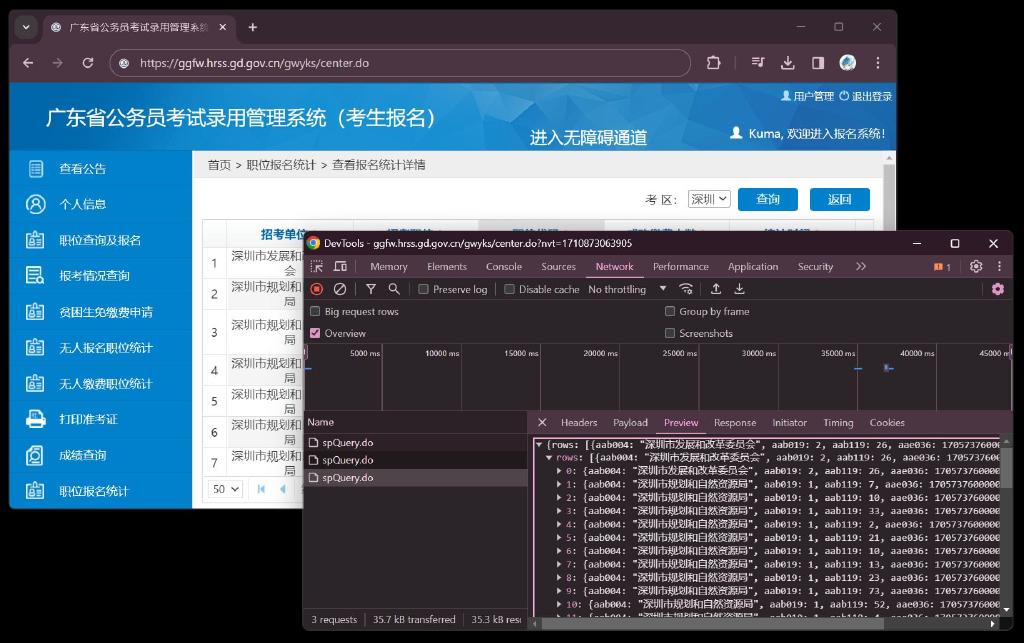 广东省公务员考试录用管理系统
https://ggfw.hrss.gd.gov.cn/gwyks/center.do
用户管理 退出登录
广东省公务员考试录用管理系统（考生报名）
进入无障碍通道
Kuma, 欢迎进入报名系统!
查看公告
个人信息
职位查询及报名
报考情况查询
贫困生免缴费申请
无人报名职位统计
无人缴费职位统计
打印准考证
成绩查询
职位报名统计
首页 > 职位报名统计 > 查看报名统计详情
考 区： 深圳 查询 返回
招考单位
1 深圳市发展和
会
2 深圳市规划和
局
3 深圳市规划和
局
4 深圳市规划和
局
5 深圳市规划和
局
6 深圳市规划和
局
7 深圳市规划和
局
50
DevTools - ggfw.hrss.gd.gov.cn/gwyks/center.do?nvt=1710873063905
Memory Elements Console Sources Network Performance Application Security 1
Preserve log Disable cache No throttling
Big request rows Group by frame
Overview Screenshots
5000 ms 10000 ms 15000 ms 20000 ms 25000 ms 30000 ms 35000 ms 40000 ms 45000 m
Name
spQuery.do
spQuery.do
spQuery.do
3 requests 35.7 kB transferred 35.3 kB res
Headers Payload Preview Response Initiator Timing Cookies
{rows: [{aab004: "深圳市发展和改革委员会", aab019: 2, aab119: 26, aae036: 1705737600
rows: [{aab004: "深圳市发展和改革委员会", aab019: 2, aab119: 26, aae036: 170573760
0: {aab004: "深圳市发展和改革委员会", aab019: 2, aab119: 26, aae036: 1705737600000
1: {aab004: "深圳市规划和自然资源局", aab019: 1, aab119: 7, aae036: 1705737600000
2: {aab004: "深圳市规划和自然资源局", aab019: 1, aab119: 10, aae036: 1705737600000
3: {aab004: "深圳市规划和自然资源局", aab019: 1, aab119: 33, aae036: 1705737600000
4: {aab004: "深圳市规划和自然资源局", aab019: 1, aab119: 2, aae036: 1705737600000
5: {aab004: "深圳市规划和自然资源局", aab019: 1, aab119: 21, aae036: 1705737600000
6: {aab004: "深圳市规划和自然资源局", aab019: 1, aab119: 10, aae036: 1705737600000
7: {aab004: "深圳市规划和自然资源局", aab019: 1, aab119: 13, aae036: 1705737600000
8: {aab004: "深圳市规划和自然资源局", aab019: 1, aab119: 23, aae036: 1705737600000
9: {aab004: "深圳市规划和自然资源局", aab019: 1, aab119: 73, aae036: 1705737600000
10: {aab004: "深圳市规划和自然资源局", aab019: 1, aab119: 52, aae036: 170573760000